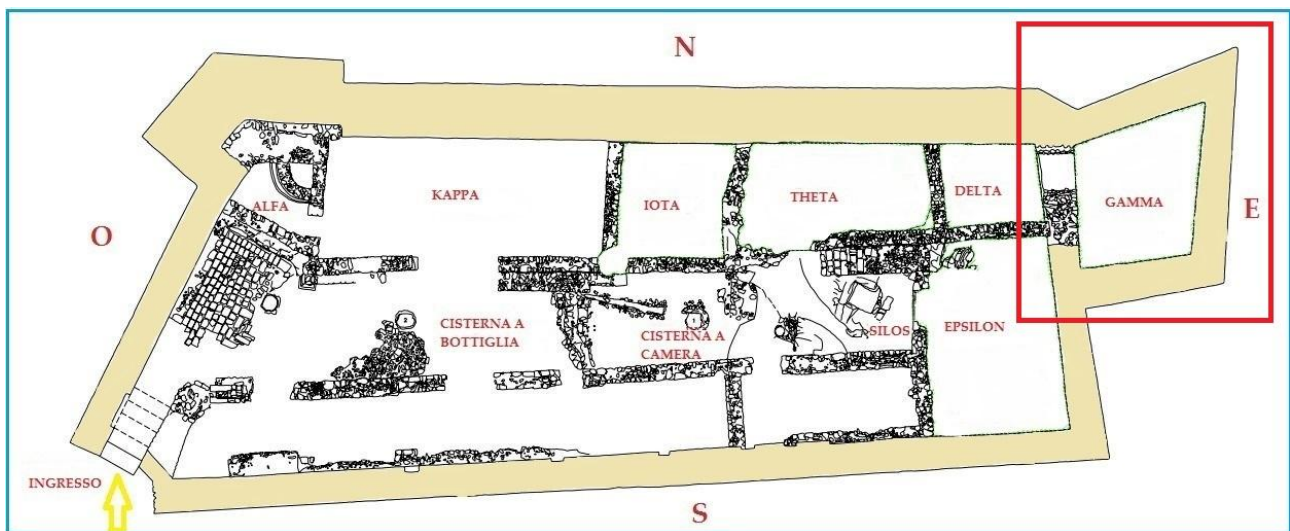 N
O
E
S
ALFA
KAPPA
IOTA
THETA
DELTA
GAMMA
CISTERNA A
BOTTIGLIA
CISTERNA A
CAMERA
SILOS
EPSILON
INGRESSO